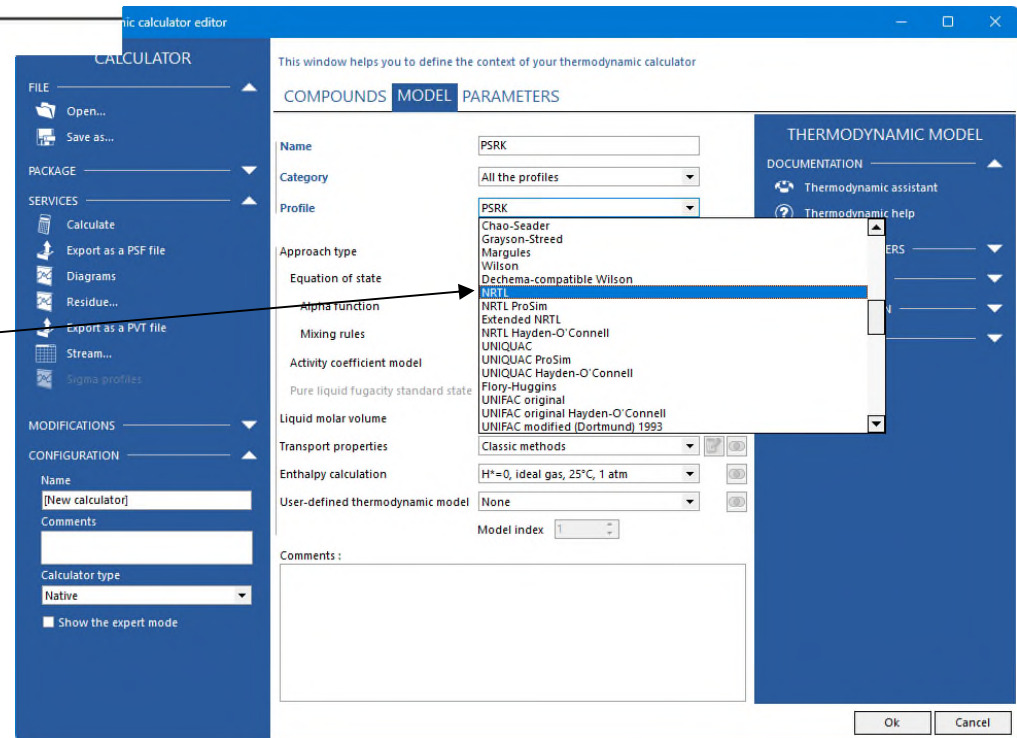 ic calculator editor
CALCULATOR
FILE
Open...
Save as...
PACKAGE
SERVICES
Calculate
Export as a PSF file
Diagrams
Residue...
Export as a PVT file
Stream...
Sigma profiles
MODIFICATIONS
CONFIGURATION
Name
[New calculator]
Comments
Calculator type
Native
Show the expert mode
This window helps you to define the context of your thermodynamic calculator
COMPOUNDS MODEL PARAMETERS
Name PSRK
Category All the profiles
Profile PSRK
Chao-Seader
Grayson-Streed
Margules
Wilson
Dechema-compatible Wilson
NRTL
NRTL ProSim
Extended NRTL
NRTL Hayden-O'Connell
UNIQUAC
UNIQUAC ProSim
UNIQUAC Hayden-O'Connell
Flory-Huggins
UNIFAC original
UNIFAC original Hayden-O'Connell
UNIFAC modified (Dortmund) 1993
Approach type
Equation of state
Alpha function
Mixing rules
Activity coefficient model
Pure liquid fugacity standard state
Liquid molar volume
Transport properties Classic methods
Enthalpy calculation H*=0, ideal gas, 25°C, 1 atm
User-defined thermodynamic model None
Model index 1
Comments :
THERMODYNAMIC MODEL
DOCUMENTATION
Thermodynamic assistant
Thermodynamic help
ERS
N
Ok Cancel